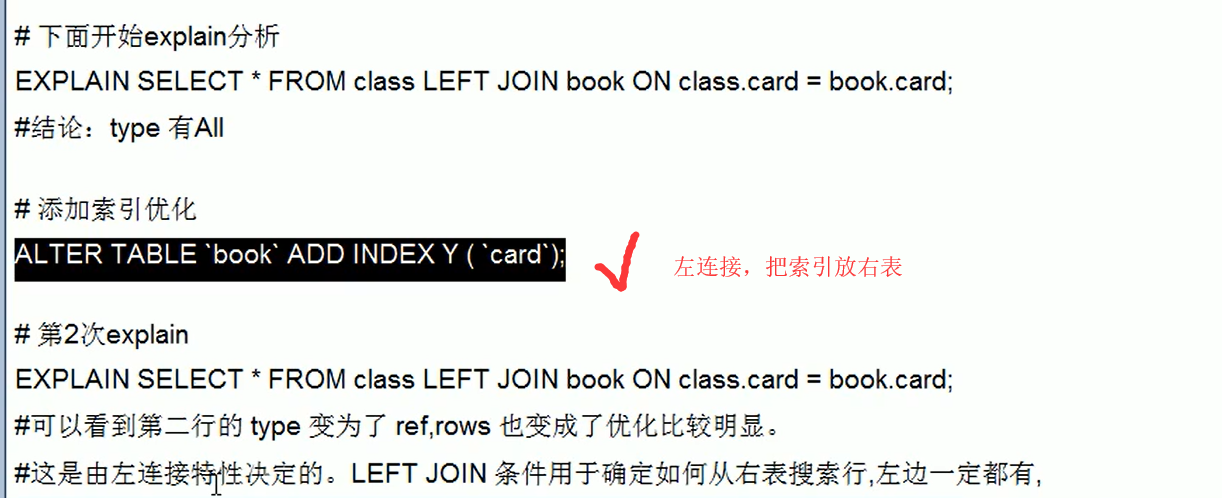 # 下面开始explain分析
EXPLAIN SELECT * FROM class LEFT JOIN book ON class.card = book.card;
#结论：type 有All
# 添加索引优化
ALTER TABLE `book` ADD INDEX Y ( `card`);
左连接，把索引放右表
# 第2次explain
EXPLAIN SELECT * FROM class LEFT JOIN book ON class.card = book.card;
#可以看到第二行的 type 变为了 ref,rows 也变成了优化比较明显。
#这是由左连接特性决定的。LEFT JOIN 条件用于确定如何从右表搜索行,左边一定都有,